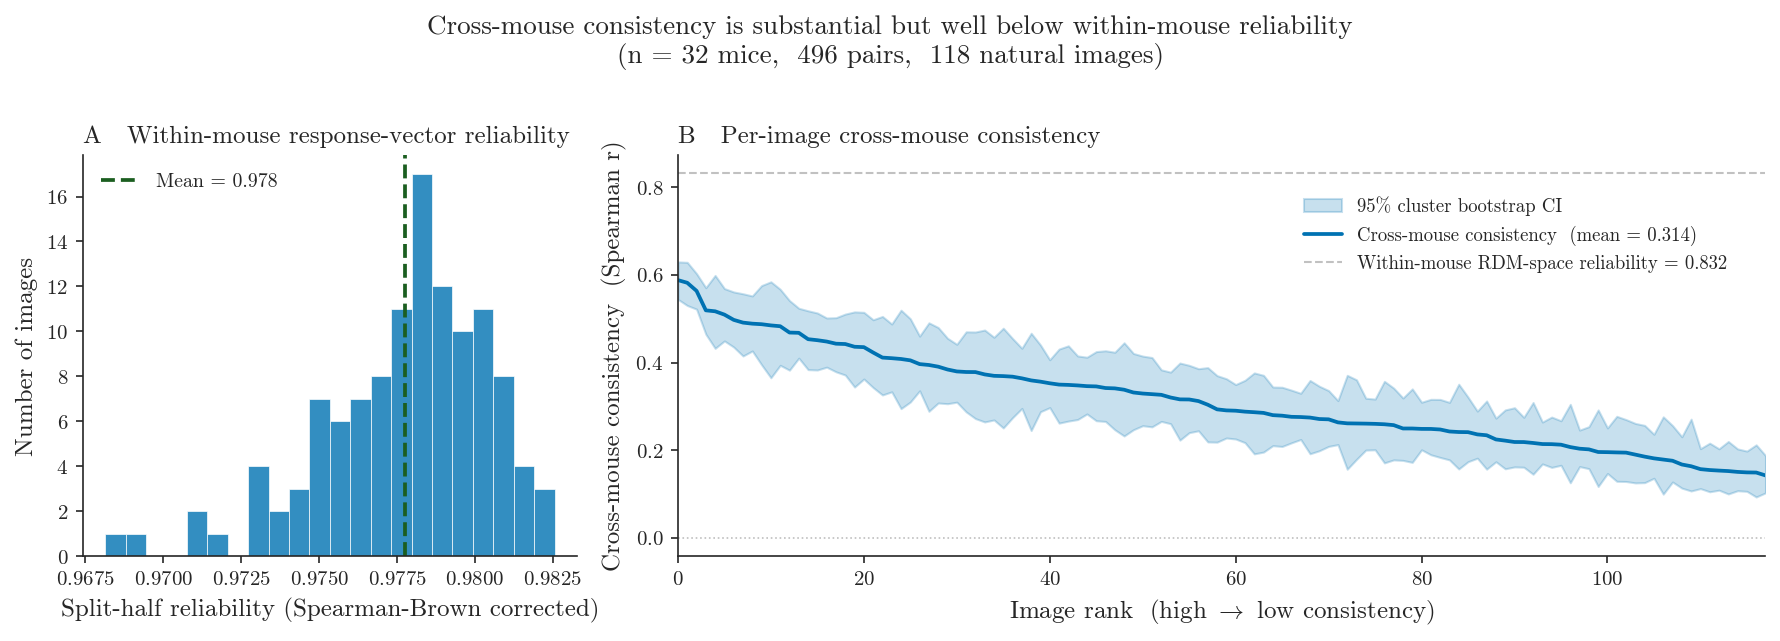 Cross-mouse consistency is substantial but well below within-mouse reliability
(n = 32 mice, 496 pairs, 118 natural images)
A Within-mouse response-vector reliability
Mean = 0.978
Number of images
16
14
12
10
8
6
4
2
0
0.9675 0.9700 0.9725 0.9750 0.9775 0.9800 0.9825
Split-half reliability (Spearman-Brown corrected)
B Per-image cross-mouse consistency
95% cluster bootstrap CI
Cross-mouse consistency (mean = 0.314)
Within-mouse RDM-space reliability = 0.832
Cross-mouse consistency (Spearman r)
0.8
0.6
0.4
0.2
0.0
0 20 40 60 80 100
Image rank (high → low consistency)